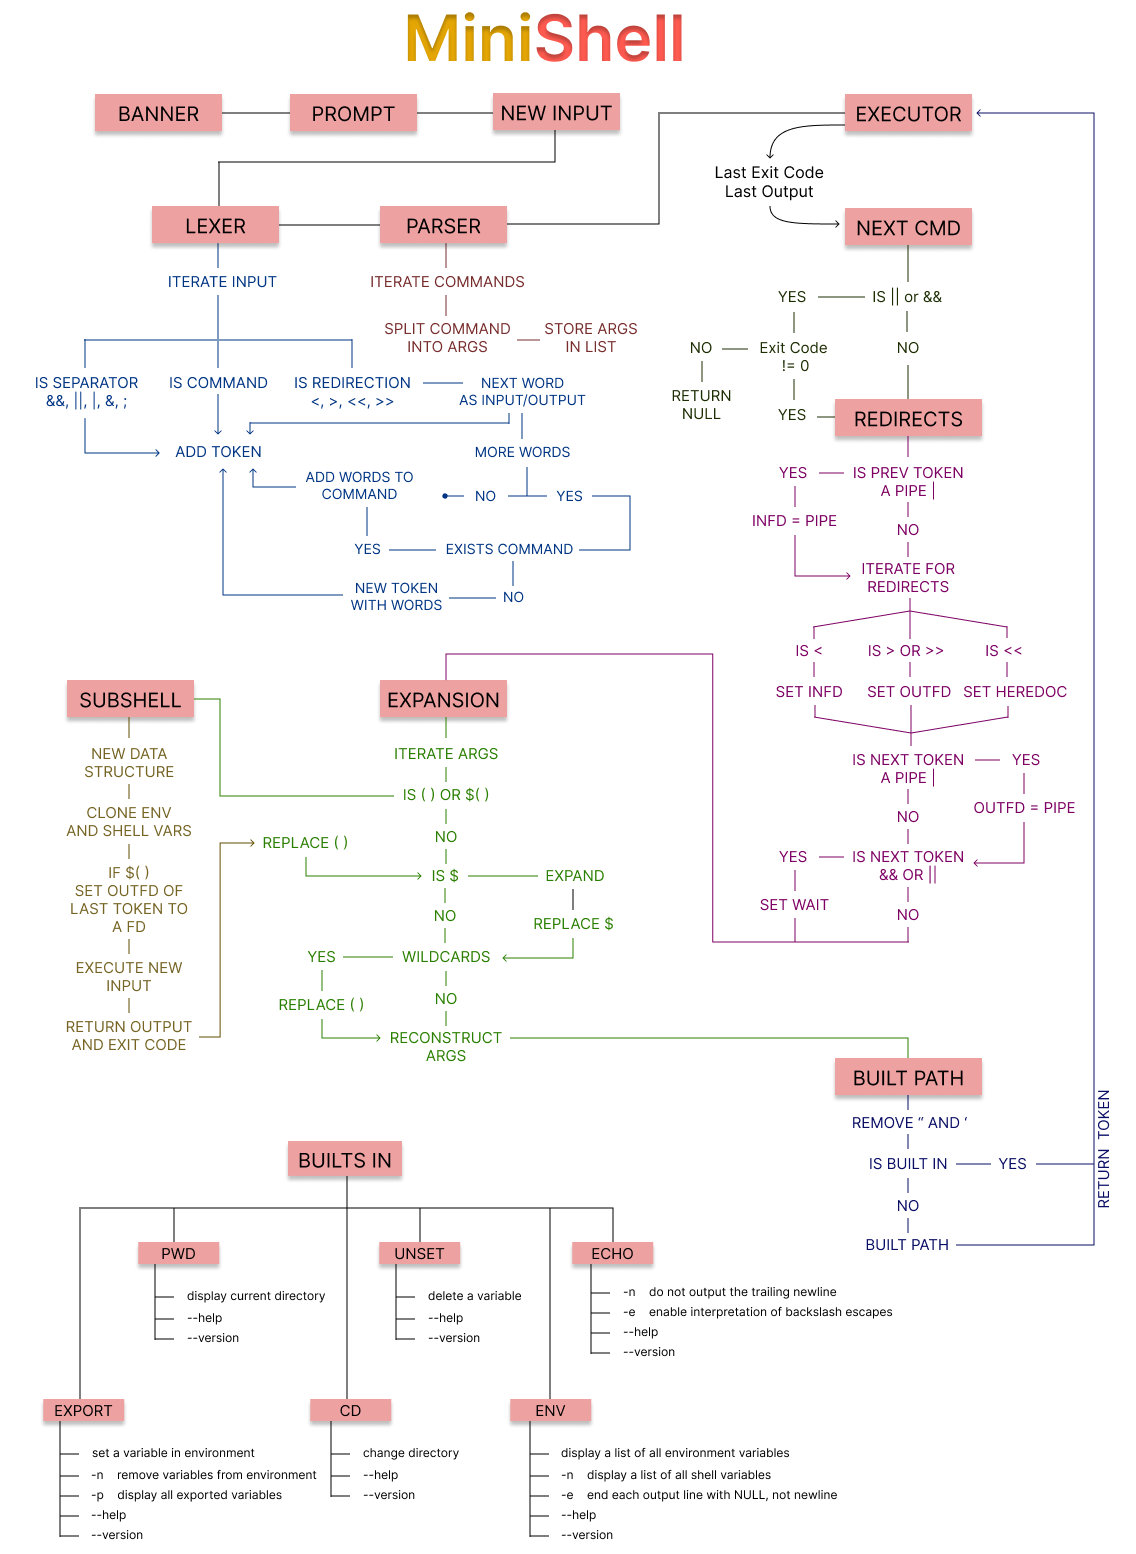 MiniShell
BANNER
PROMPT
NEW INPUT
EXECUTOR
Last Exit Code
Last Output
LEXER
PARSER
NEXT CMD
ITERATE INPUT
ITERATE COMMANDS
SPLIT COMMAND
INTO ARGS
STORE ARGS
IN LIST
YES
IS || or &&
NO
Exit Code
!= 0
NO
RETURN
NULL
YES
REDIRECTS
IS SEPARATOR
&&, ||, |, &, ;
IS COMMAND
IS REDIRECTION
<, >, <<, >>
NEXT WORD
AS INPUT/OUTPUT
ADD TOKEN
MORE WORDS
ADD WORDS TO
COMMAND
NO
YES
YES
EXISTS COMMAND
NEW TOKEN
WITH WORDS
NO
YES
IS PREV TOKEN
A PIPE |
INFD = PIPE
NO
ITERATE FOR
REDIRECTS
IS <
IS > OR >>
IS <<
SET INFD
SET OUTFD
SET HEREDOC
IS NEXT TOKEN
A PIPE |
YES
OUTFD = PIPE
NO
YES
IS NEXT TOKEN
&& OR ||
SET WAIT
NO
SUBSHELL
EXPANSION
NEW DATA
STRUCTURE
CLONE ENV
AND SHELL VARS
IF $( )
SET OUTFD OF
LAST TOKEN TO
A FD
EXECUTE NEW
INPUT
RETURN OUTPUT
AND EXIT CODE
ITERATE ARGS
IS ( ) OR $( )
NO
REPLACE ( )
IS $
EXPAND
NO
REPLACE $
YES
WILDCARDS
NO
REPLACE ( )
RECONSTRUCT
ARGS
BUILT PATH
REMOVE “ AND ‘
IS BUILT IN
YES
NO
BUILT PATH
RETURN TOKEN
BUILTS IN
PWD
display current directory
--help
--version
UNSET
delete a variable
--help
--version
ECHO
-n do not output the trailing newline
-e enable interpretation of backslash escapes
--help
--version
EXPORT
set a variable in environment
-n remove variables from environment
-p display all exported variables
--help
--version
CD
change directory
--help
--version
ENV
display a list of all environment variables
-n display a list of all shell variables
-e end each output line with NULL, not newline
--help
--version